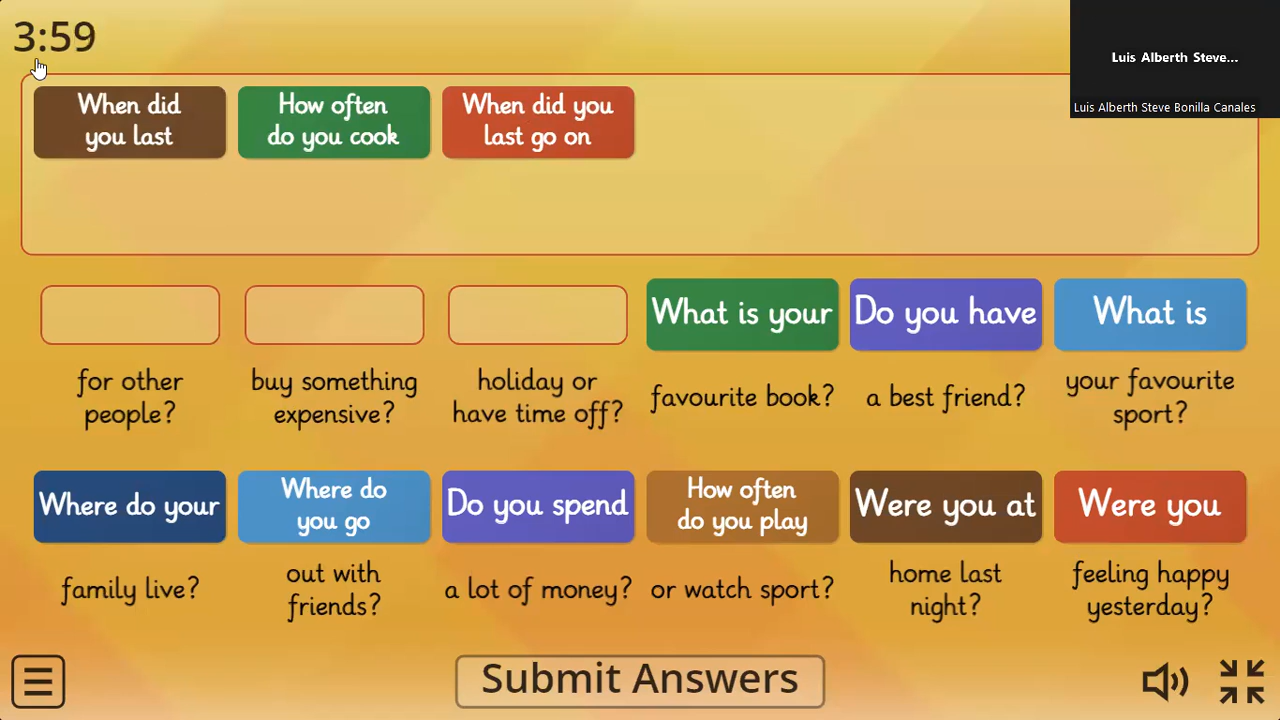 3:59
Luis Alberth Steve...
Luis Alberth Steve Bonilla Canales
When did
you last
How often
do you cook
When did you
last go on
What is your
Do you have
What is
for other
people?
buy something
expensive?
holiday or
have time off?
favourite book?
a best friend?
your favourite
sport?
Where do your
Where do
you go
Do you spend
How often
do you play
Were you at
Were you
family live?
out with
friends?
a lot of money?
or watch sport?
home last
night?
feeling happy
yesterday?
Submit Answers